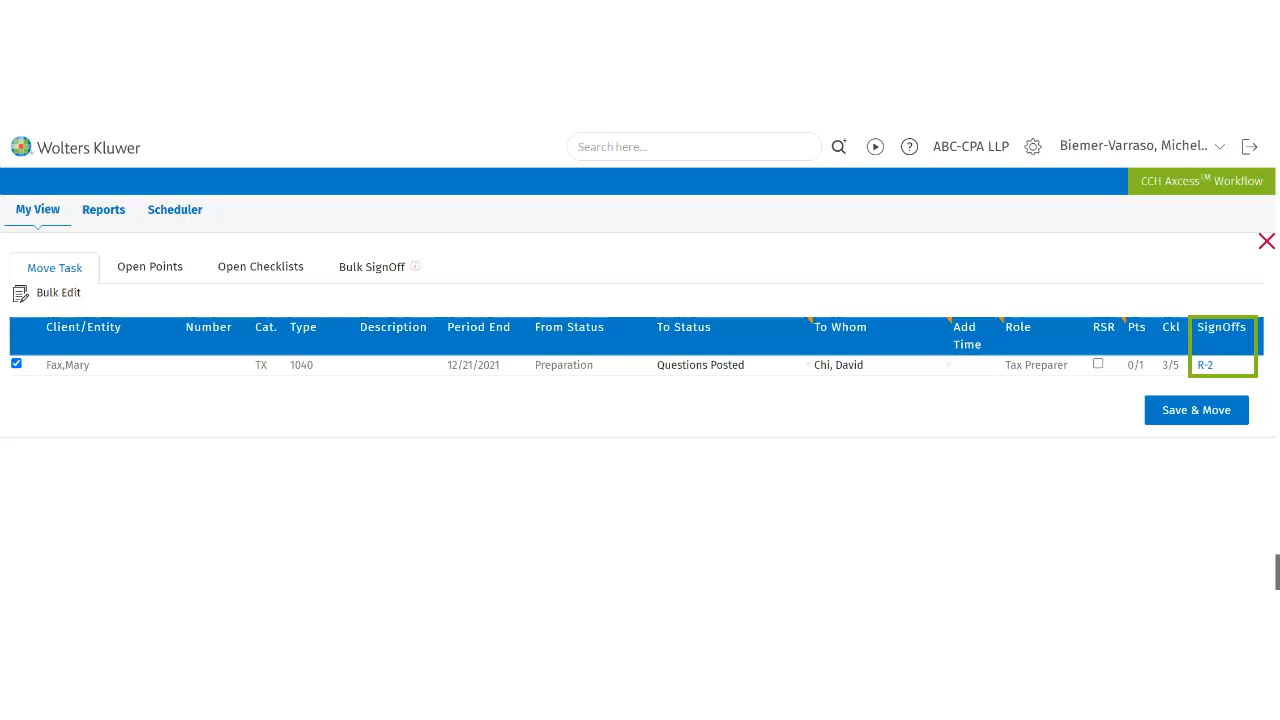 Wolters Kluwer
Search here...
ABC-CPA LLP
Biemer-Varraso, Michel..
CCH Axcess™ Workflow
My View Reports Scheduler
Move Task Open Points Open Checklists Bulk SignOff
Bulk Edit
Client/Entity Number Cat. Type Description Period End From Status To Status To Whom Add Time Role RSR Pts Ckl SignOffs
Fax,Mary TX 1040 12/21/2021 Preparation Questions Posted Chi, David Tax Preparer 0/1 3/5 R-2
Save & Move